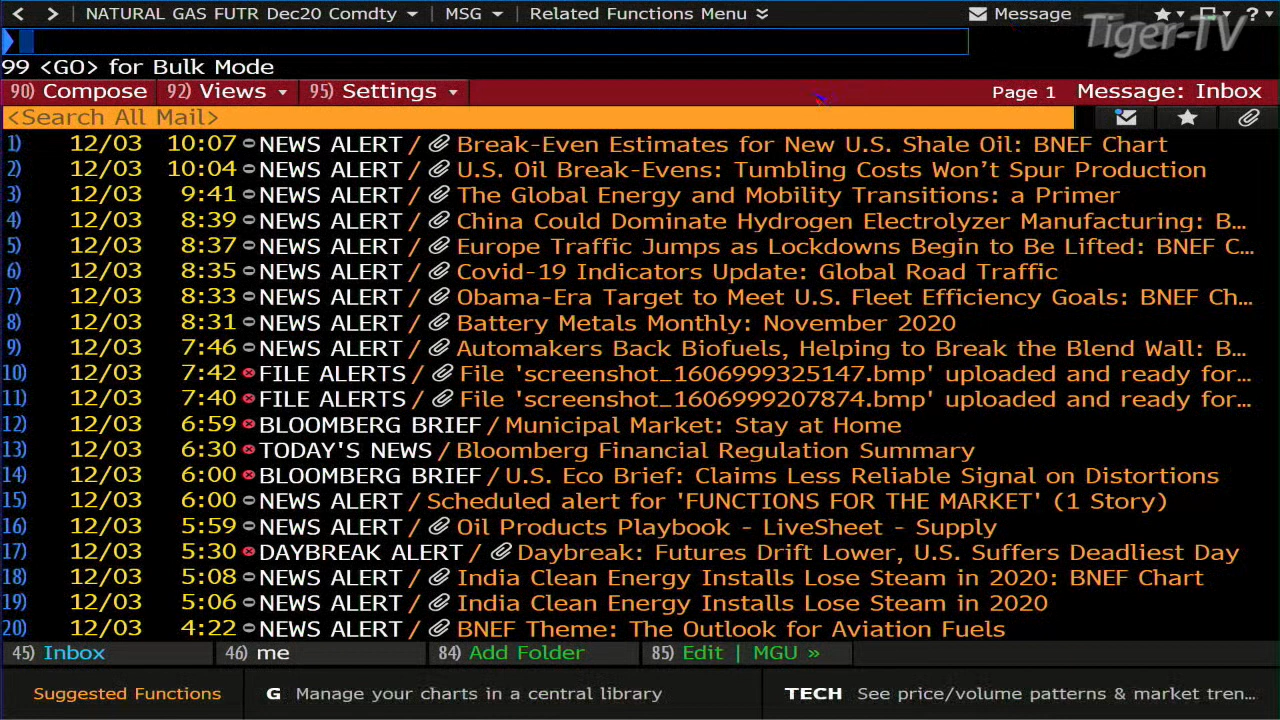 NATURAL GAS FUTR Dec20 Comdty MSG Related Functions Menu Message ?
Tiger-TV
99 <GO> for Bulk Mode
90) Compose 92) Views 95) Settings Page 1 Message: Inbox
<Search All Mail>
1) 12/03 10:07 NEWS ALERT / Break-Even Estimates for New U.S. Shale Oil: BNEF Chart
2) 12/03 10:04 NEWS ALERT / U.S. Oil Break-Evens: Tumbling Costs Won't Spur Production
3) 12/03 9:41 NEWS ALERT / The Global Energy and Mobility Transitions: a Primer
4) 12/03 8:39 NEWS ALERT / China Could Dominate Hydrogen Electrolyzer Manufacturing: B...
5) 12/03 8:37 NEWS ALERT / Europe Traffic Jumps as Lockdowns Begin to Be Lifted: BNEF C...
6) 12/03 8:35 NEWS ALERT / Covid-19 Indicators Update: Global Road Traffic
7) 12/03 8:33 NEWS ALERT / Obama-Era Target to Meet U.S. Fleet Efficiency Goals: BNEF Ch...
8) 12/03 8:31 NEWS ALERT / Battery Metals Monthly: November 2020
9) 12/03 7:46 NEWS ALERT / Automakers Back Biofuels, Helping to Break the Blend Wall: B...
10) 12/03 7:42 FILE ALERTS / File 'screenshot_1606999325147.bmp' uploaded and ready for...
11) 12/03 7:40 FILE ALERTS / File 'screenshot_1606999207874.bmp' uploaded and ready for...
12) 12/03 6:59 BLOOMBERG BRIEF / Municipal Market: Stay at Home
13) 12/03 6:30 TODAY'S NEWS / Bloomberg Financial Regulation Summary
14) 12/03 6:00 BLOOMBERG BRIEF / U.S. Eco Brief: Claims Less Reliable Signal on Distortions
15) 12/03 6:00 NEWS ALERT / Scheduled alert for 'FUNCTIONS FOR THE MARKET' (1 Story)
16) 12/03 5:59 NEWS ALERT / Oil Products Playbook - LiveSheet - Supply
17) 12/03 5:30 DAYBREAK ALERT / Daybreak: Futures Drift Lower, U.S. Suffers Deadliest Day
18) 12/03 5:08 NEWS ALERT / India Clean Energy Installs Lose Steam in 2020: BNEF Chart
19) 12/03 5:06 NEWS ALERT / India Clean Energy Installs Lose Steam in 2020
20) 12/03 4:22 NEWS ALERT / BNEF Theme: The Outlook for Aviation Fuels
45) Inbox 46) me 84) Add Folder 85) Edit | MGU »
Suggested Functions G Manage your charts in a central library TECH See price/volume patterns & market tren...